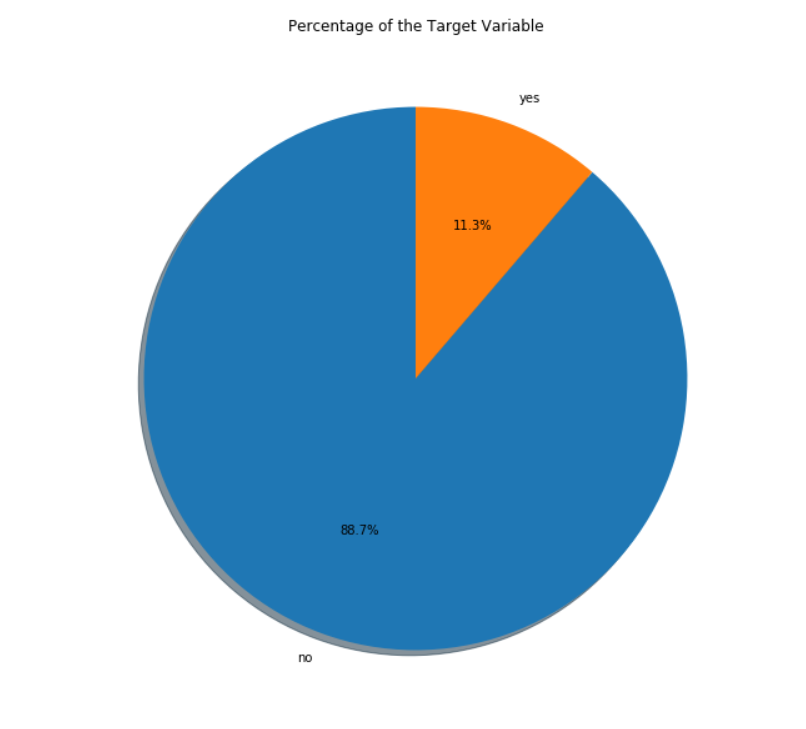 Percentage of the Target Variable
yes
11.3%
88.7%
no